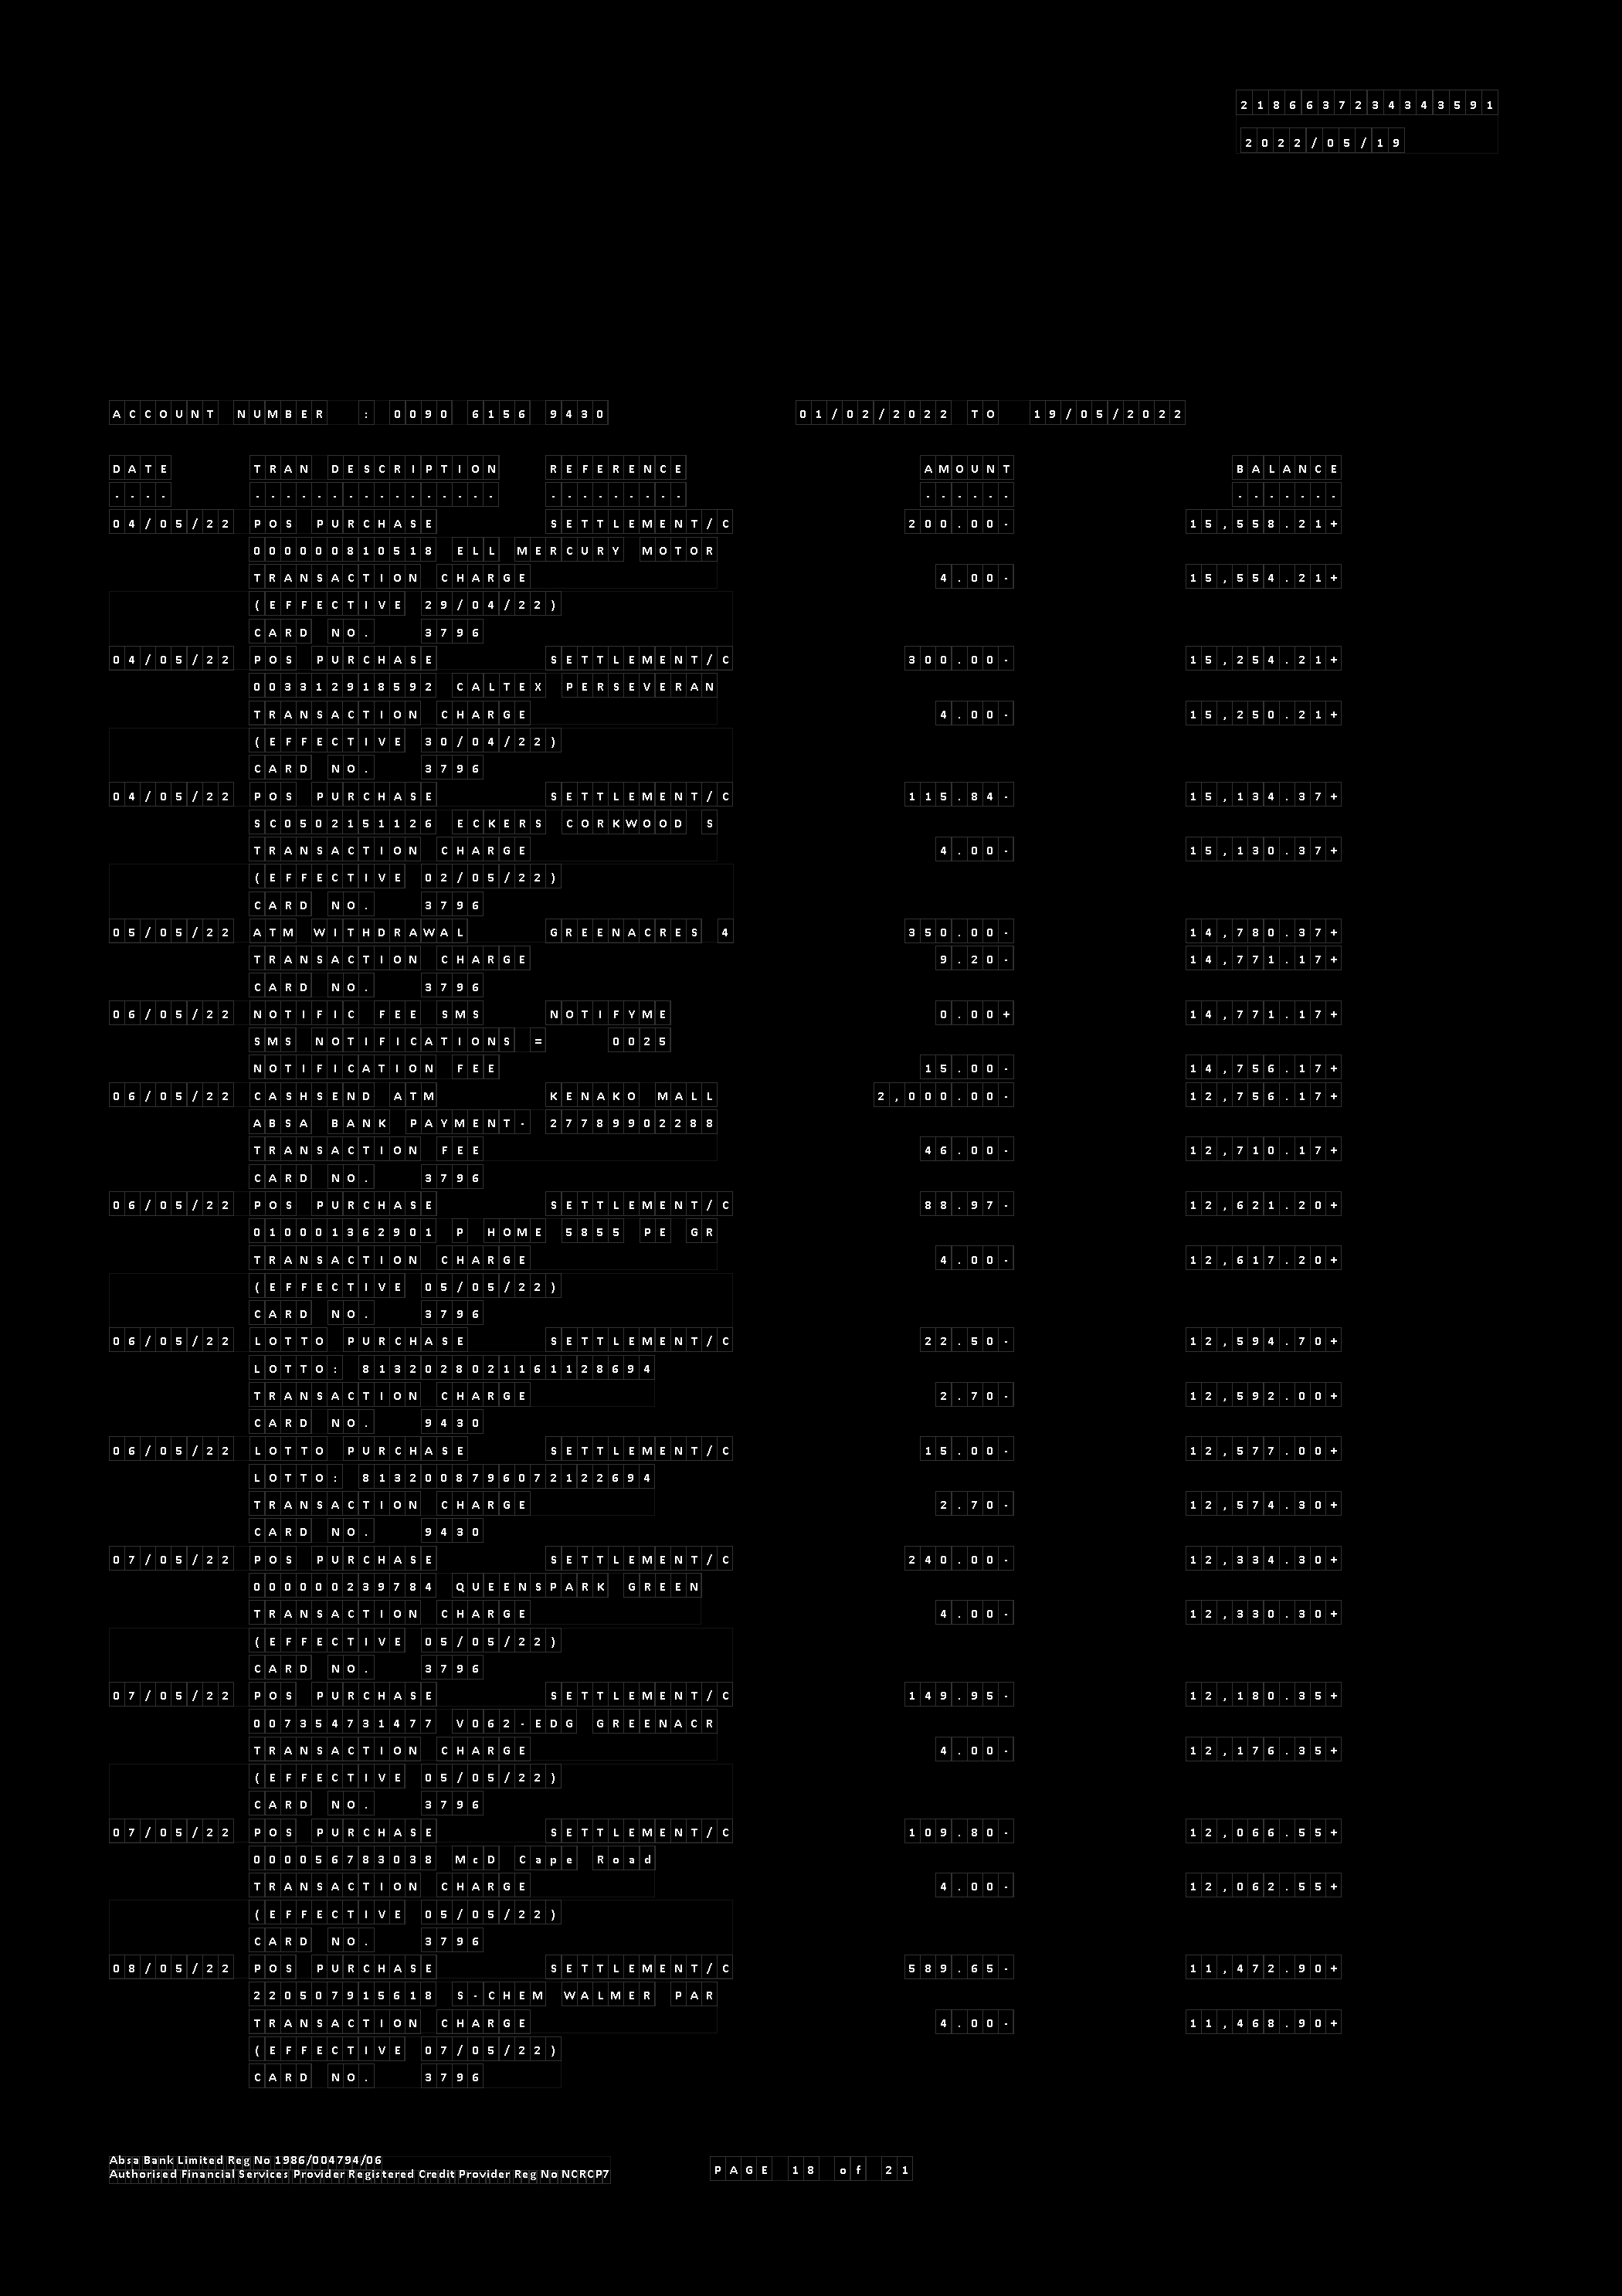 2186637234343591
2022/05/19
ACCOUNT NUMBER : 0090 6156 9430 01/02/2022 TO 19/05/2022
DATE TRAN DESCRIPTION REFERENCE AMOUNT BALANCE
---- ---------------- --------- ------ -------
04/05/22 POS PURCHASE SETTLEMENT/C 200.00- 15,558.21+
000000810518 ELL MERCURY MOTOR
TRANSACTION CHARGE 4.00- 15,554.21+
(EFFECTIVE 29/04/22)
CARD NO. 3796
04/05/22 POS PURCHASE SETTLEMENT/C 300.00- 15,254.21+
003312918592 CALTEX PERSEVERAN
TRANSACTION CHARGE 4.00- 15,250.21+
(EFFECTIVE 30/04/22)
CARD NO. 3796
04/05/22 POS PURCHASE SETTLEMENT/C 115.84- 15,134.37+
SC0502151126 ECKERS CORKWOOD S
TRANSACTION CHARGE 4.00- 15,130.37+
(EFFECTIVE 02/05/22)
CARD NO. 3796
05/05/22 ATM WITHDRAWAL GREENACRES 4 350.00- 14,780.37+
TRANSACTION CHARGE 9.20- 14,771.17+
CARD NO. 3796
06/05/22 NOTIFIC FEE SMS NOTIFYME 0.00+ 14,771.17+
SMS NOTIFICATIONS = 0025
NOTIFICATION FEE 15.00- 14,756.17+
06/05/22 CASHSEND ATM KENAKO MALL 2,000.00- 12,756.17+
ABSA BANK PAYMENT- 27789902288
TRANSACTION FEE 46.00- 12,710.17+
CARD NO. 3796
06/05/22 POS PURCHASE SETTLEMENT/C 88.97- 12,621.20+
010001362901 P HOME 5855 PE GR
TRANSACTION CHARGE 4.00- 12,617.20+
(EFFECTIVE 05/05/22)
CARD NO. 3796
06/05/22 LOTTO PURCHASE SETTLEMENT/C 22.50- 12,594.70+
LOTTO: 8132028021161128694
TRANSACTION CHARGE 2.70- 12,592.00+
CARD NO. 9430
06/05/22 LOTTO PURCHASE SETTLEMENT/C 15.00- 12,577.00+
LOTTO: 8132008796072122694
TRANSACTION CHARGE 2.70- 12,574.30+
CARD NO. 9430
07/05/22 POS PURCHASE SETTLEMENT/C 240.00- 12,334.30+
000000239784 QUEENSPARK GREEN
TRANSACTION CHARGE 4.00- 12,330.30+
(EFFECTIVE 05/05/22)
CARD NO. 3796
07/05/22 POS PURCHASE SETTLEMENT/C 149.95- 12,180.35+
007354731477 V062-EDG GREENACR
TRANSACTION CHARGE 4.00- 12,176.35+
(EFFECTIVE 05/05/22)
CARD NO. 3796
07/05/22 POS PURCHASE SETTLEMENT/C 109.80- 12,066.55+
000056783038 McD Cape Road
TRANSACTION CHARGE 4.00- 12,062.55+
(EFFECTIVE 05/05/22)
CARD NO. 3796
08/05/22 POS PURCHASE SETTLEMENT/C 589.65- 11,472.90+
220507915618 S-CHEM WALMER PAR
TRANSACTION CHARGE 4.00- 11,468.90+
(EFFECTIVE 07/05/22)
CARD NO. 3796
Absa Bank Limited Reg No 1986/004794/06
Authorised Financial Services Provider Registered Credit Provider Reg No NCRCP7 PAGE 18 of 21